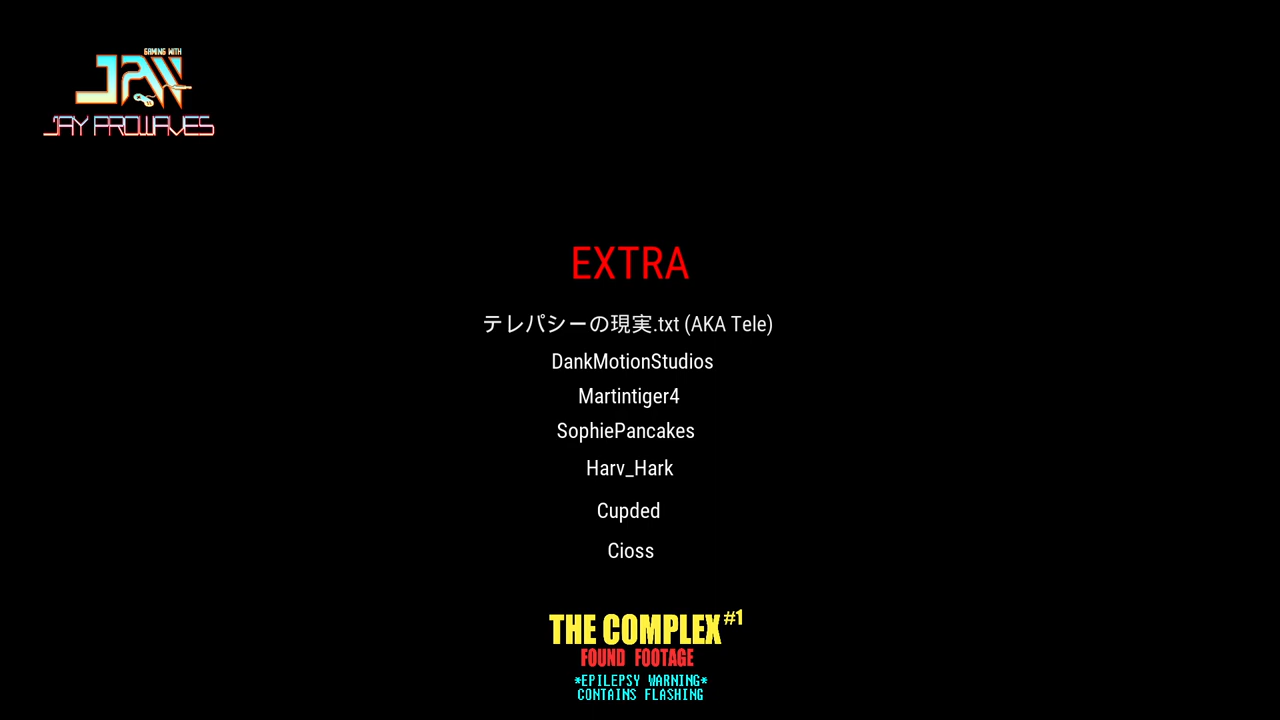 GAMING WITH
JPW
JAY PROWAVES
EXTRA
テレパシーの現実.txt (AKA Tele)
DankMotionStudios
Martintiger4
SophiePancakes
Harv_Hark
Cupded
Cioss
THE COMPLEX #1
FOUND FOOTAGE
*EPILEPSY WARNING*
CONTAINS FLASHING